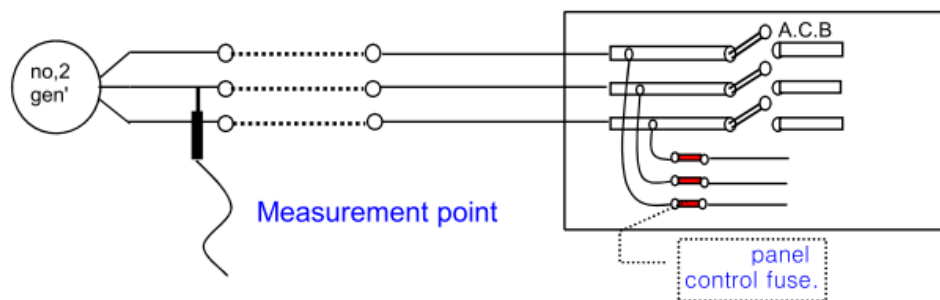 no,2
gen'
A.C.B
Measurement point
panel
control fuse.